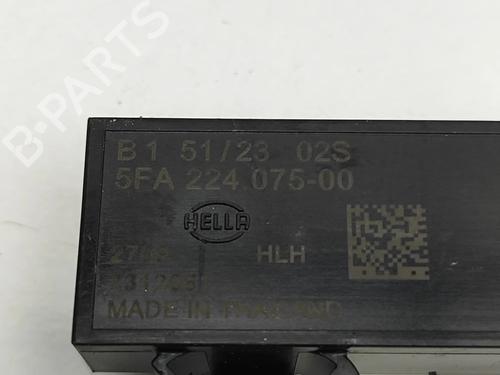 B 1 51/23 02S
5FA 224.075-00
HELLA
HLH
MADE IN THAILAND
B-Parts